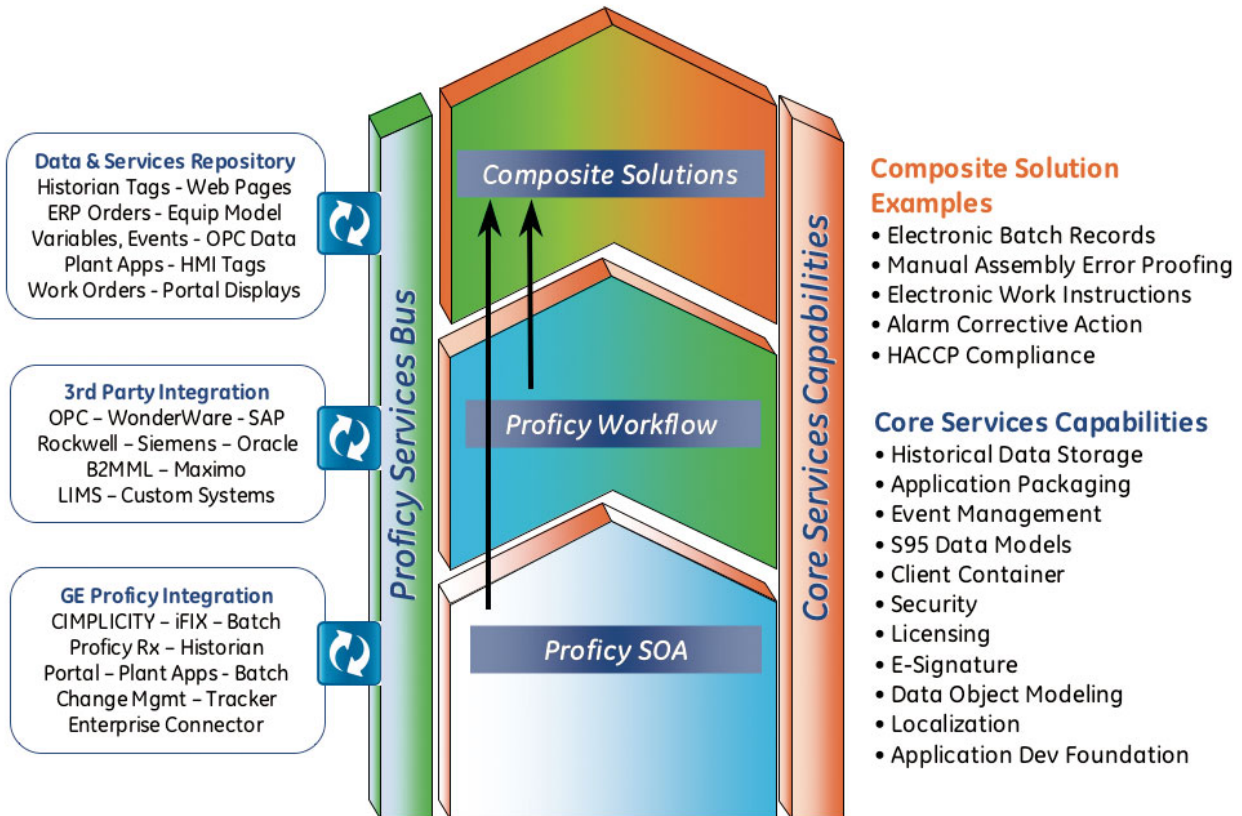 Data & Services Repository
Historian Tags - Web Pages
ERP Orders - Equip Model
Variables, Events - OPC Data
Plant Apps - HMI Tags
Work Orders - Portal Displays
3rd Party Integration
OPC – WonderWare - SAP
Rockwell – Siemens – Oracle
B2MML – Maximo
LIMS – Custom Systems
GE Proficy Integration
CIMPLICITY – iFIX – Batch
Proficy Rx – Historian
Portal – Plant Apps - Batch
Change Mgmt – Tracker
Enterprise Connector
Proficy Services Bus
Composite Solutions
Proficy Workflow
Proficy SOA
Core Services Capabilities
Composite Solution
Examples
• Electronic Batch Records
• Manual Assembly Error Proofing
• Electronic Work Instructions
• Alarm Corrective Action
• HACCP Compliance
Core Services Capabilities
• Historical Data Storage
• Application Packaging
• Event Management
• S95 Data Models
• Client Container
• Security
• Licensing
• E-Signature
• Data Object Modeling
• Localization
• Application Dev Foundation